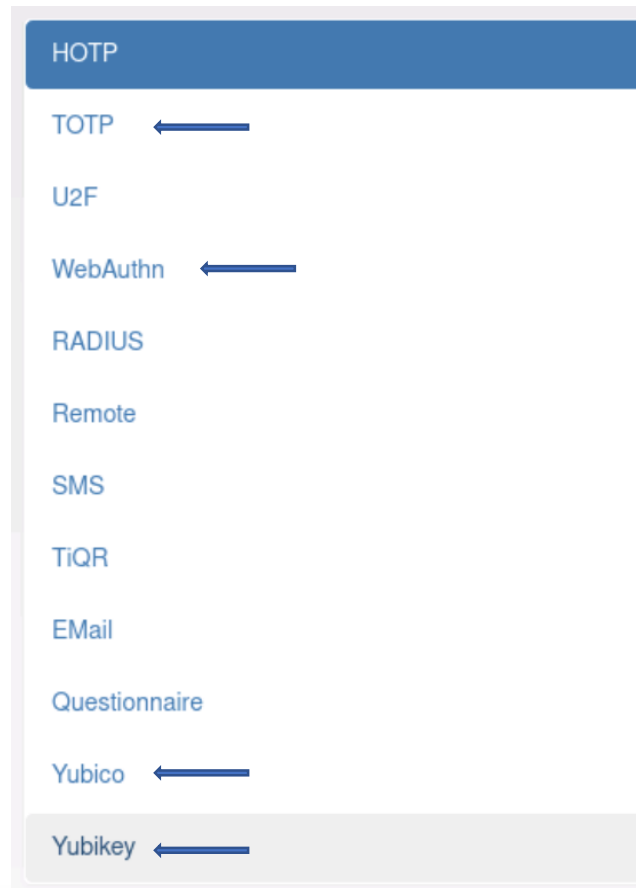 HOTP
TOTP
U2F
WebAuthn
RADIUS
Remote
SMS
TiQR
EMail
Questionnaire
Yubico
Yubikey